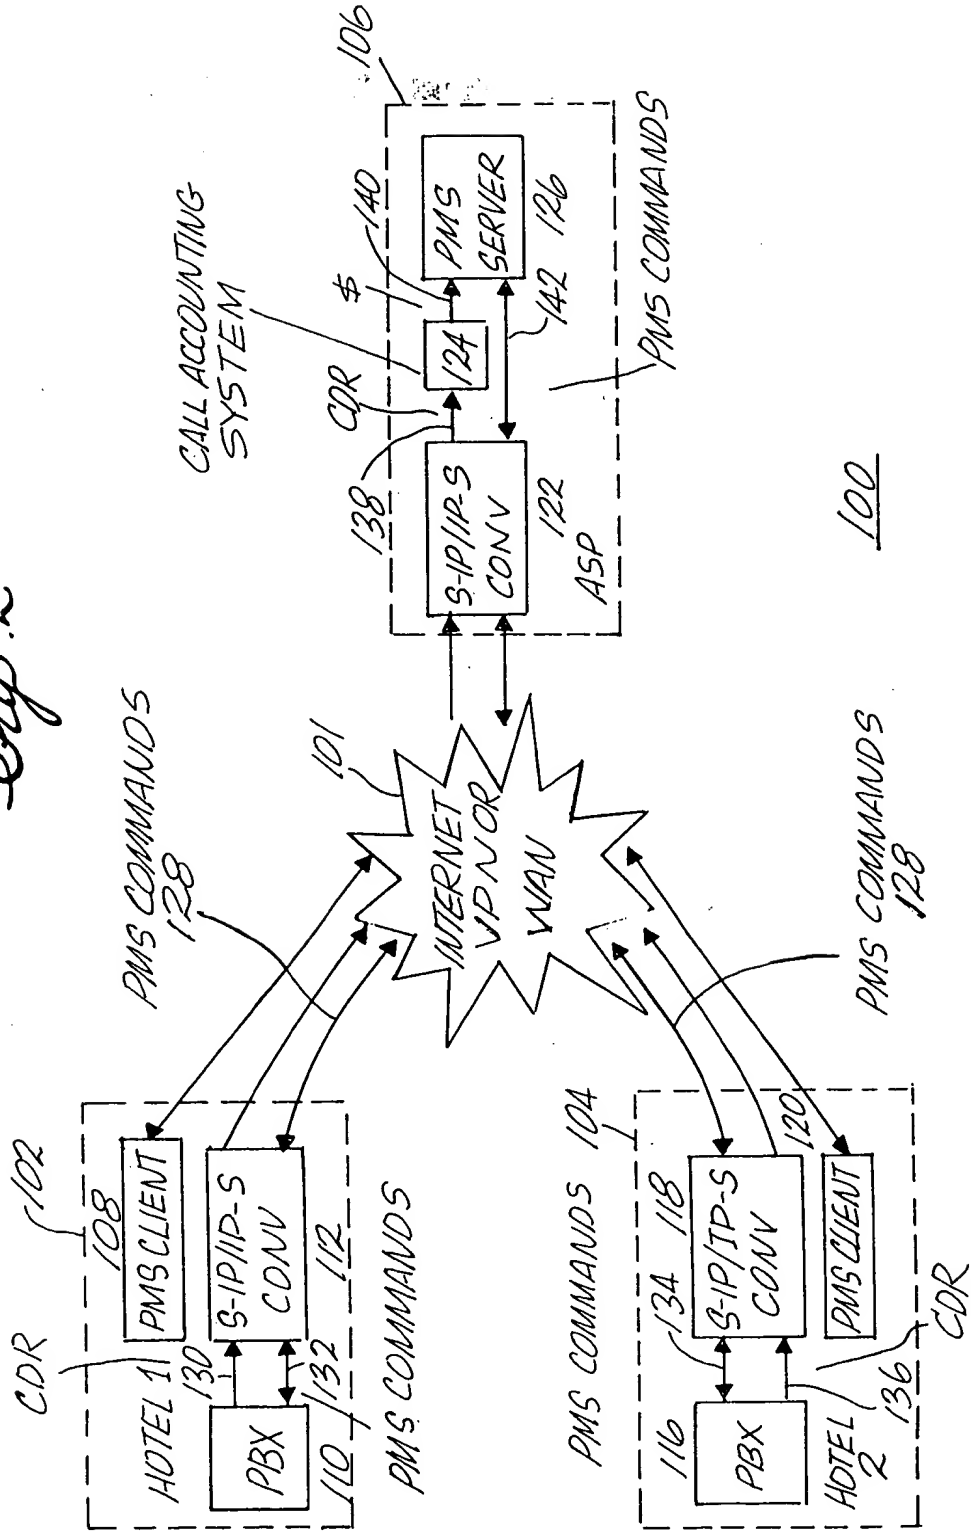 Fig. 2
CALL ACCOUNTING
SYSTEM
106
CDR
$
138
140
S-IP/IP-S
CONV
122
124
PMS
SERVER
126
142
ASP
PMS COMMANDS
100
PMS COMMANDS
128
101
INTERNET
VPN OR
WAN
PMS COMMANDS
128
102
CDR
108
PMS CLIENT
HOTEL 1
130
S-IP/IP-S
CONV
112
PBX
132
110
PMS COMMANDS
PMS COMMANDS
104
116
134
118
PBX
S-IP/IP-S
CONV
120
PMS CLIENT
HOTEL
2
136
CDR